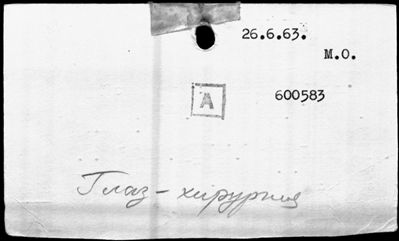 26.6.63.
М.О.
600583
А
Глаз - хирургия